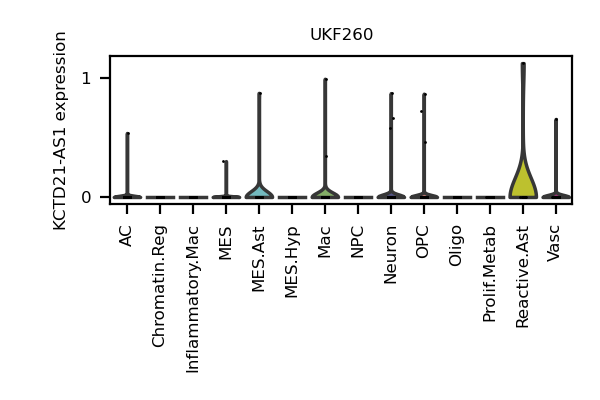 UKF260
KCTD21-AS1 expression
1
0
AC
Chromatin.Reg
Inflammatory.Mac
MES
MES.Ast
MES.Hyp
Mac
NPC
Neuron
OPC
Oligo
Prolif.Metab
Reactive.Ast
Vasc